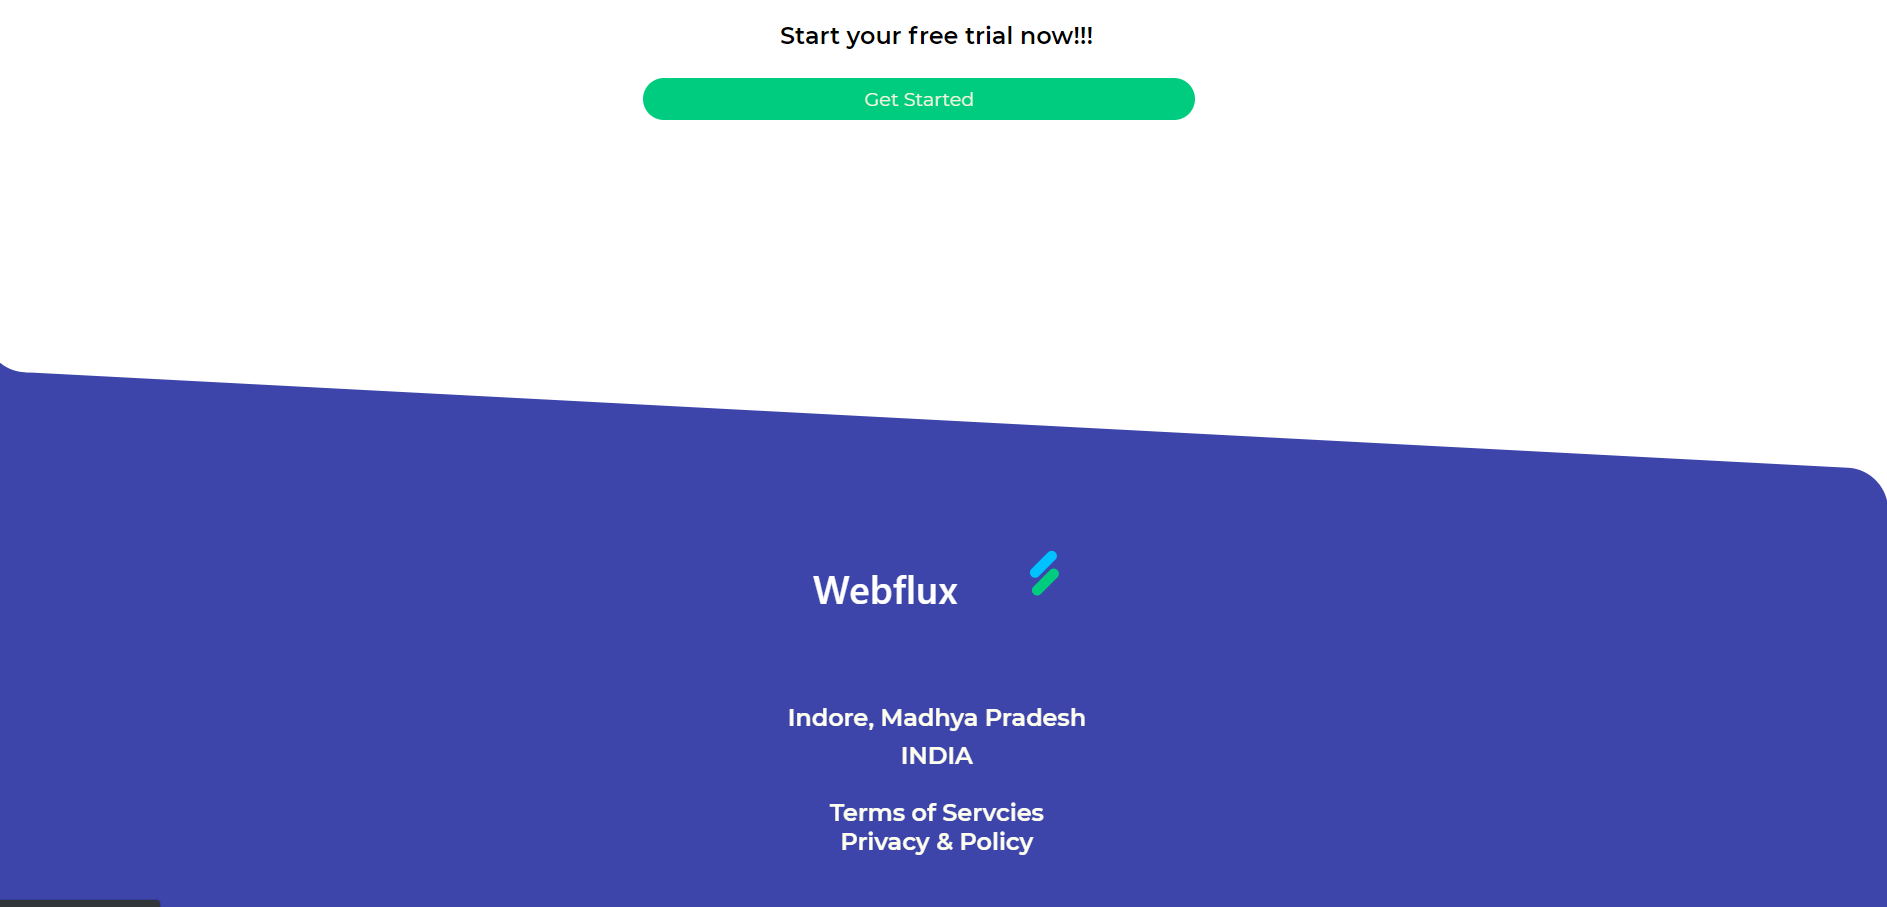 Start your free trial now!!!
Get Started
Webflux
Indore, Madhya Pradesh
INDIA
Terms of Servcies
Privacy & Policy